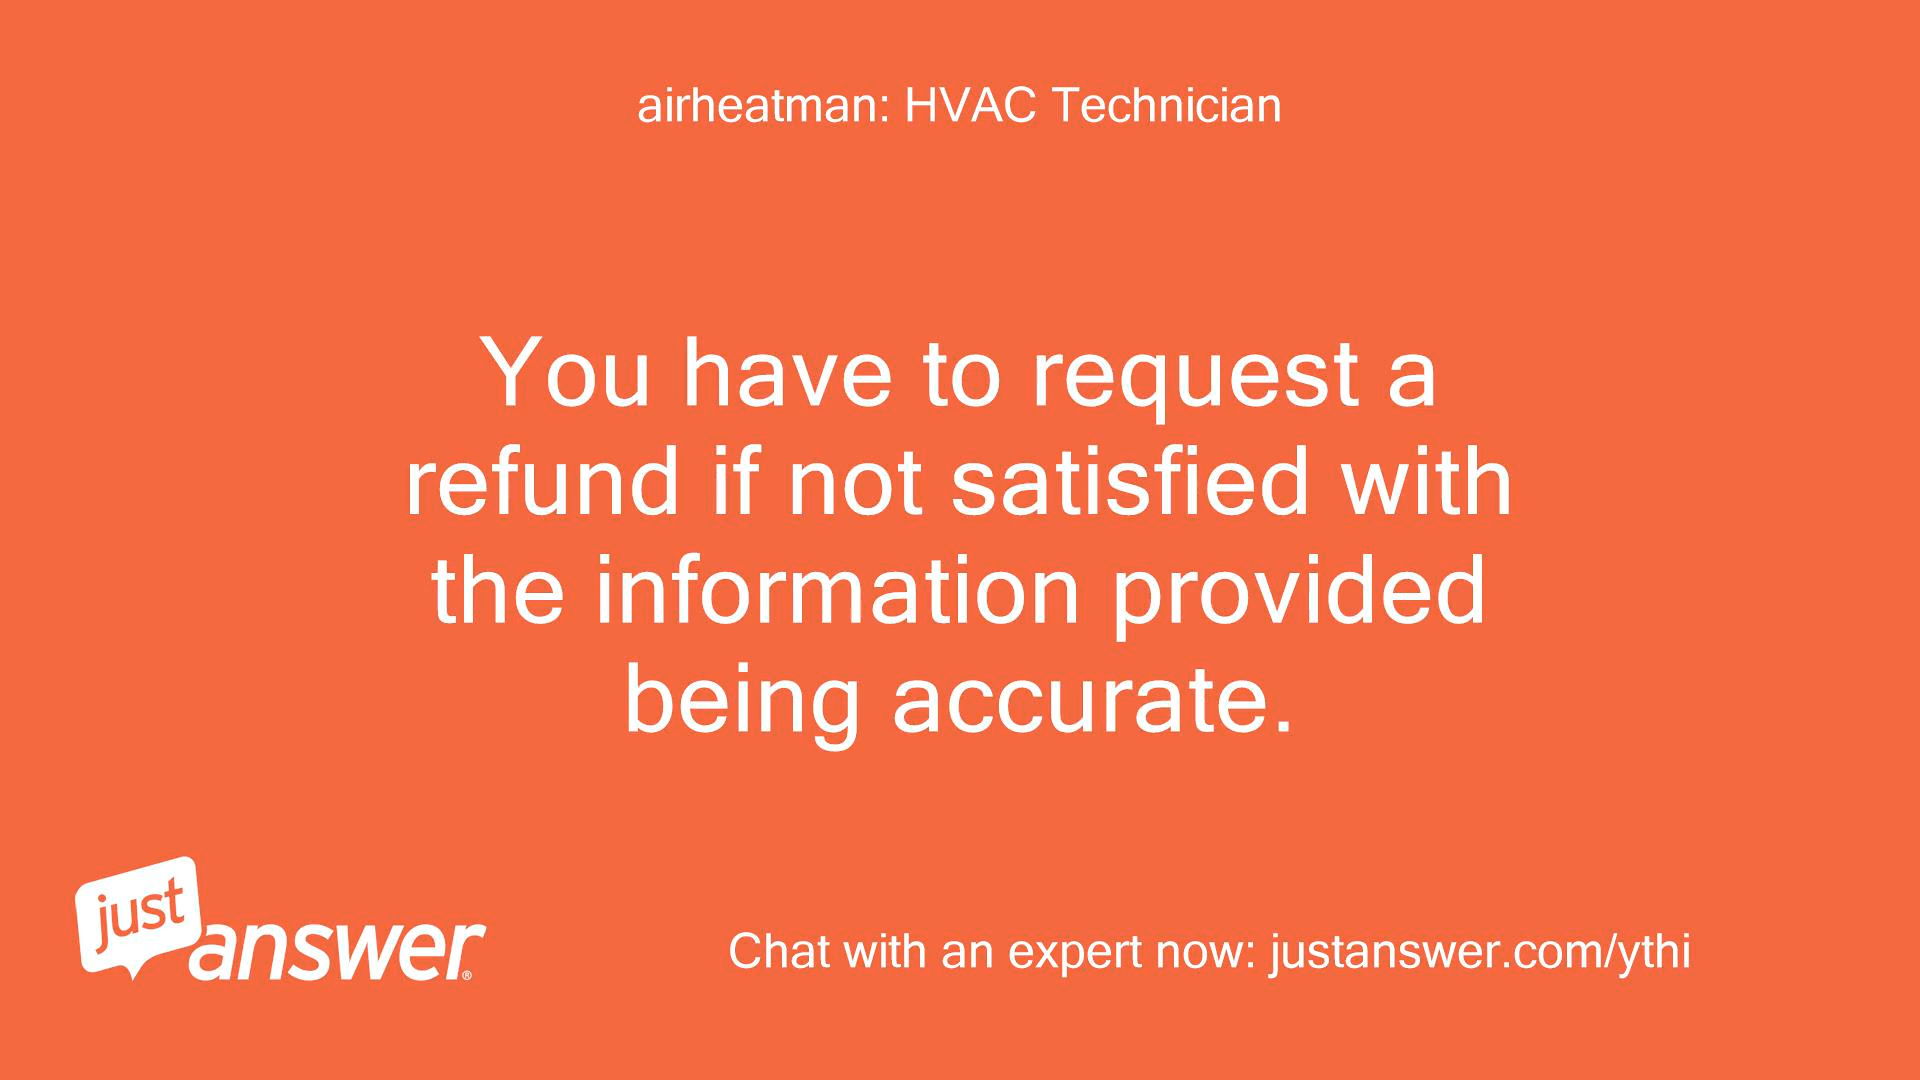 airheatman: HVAC Technician
You have to request a
refund if not satisfied with
the information provided
being accurate.
just
answer®
Chat with an expert now: justanswer.com/ythi